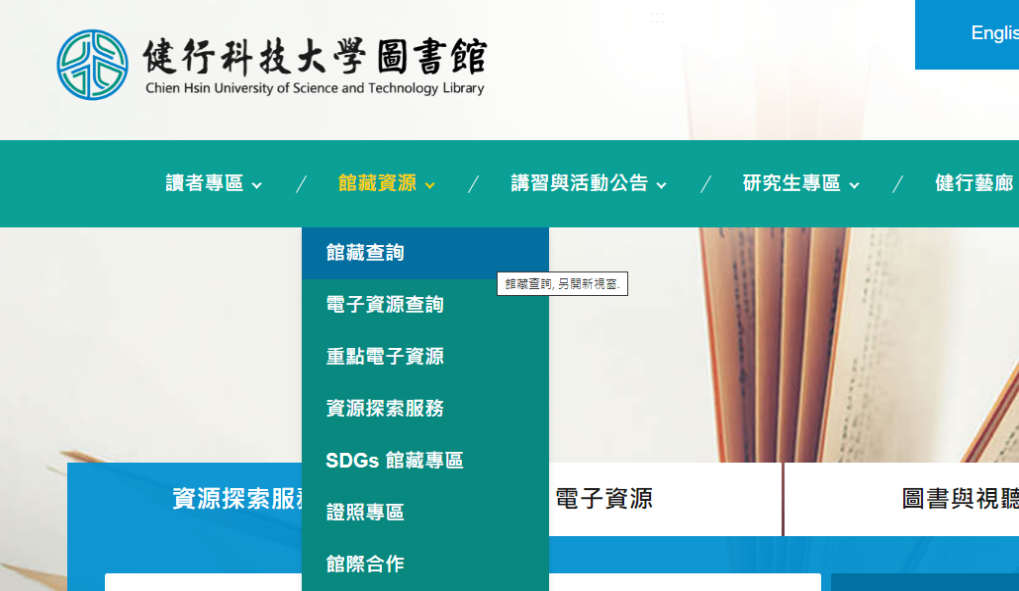 健行科技大學圖書館
Chien Hsin University of Science and Technology Library
Englis
讀者專區 / 館藏資源 / 講習與活動公告 / 研究生專區 / 健行藝廊
館藏查詢
館藏查詢, 另開新視窗.
電子資源查詢
重點電子資源
資源探索服務
SDGs 館藏專區
證照專區
館際合作
資源探索服 電子資源 圖書與視聽